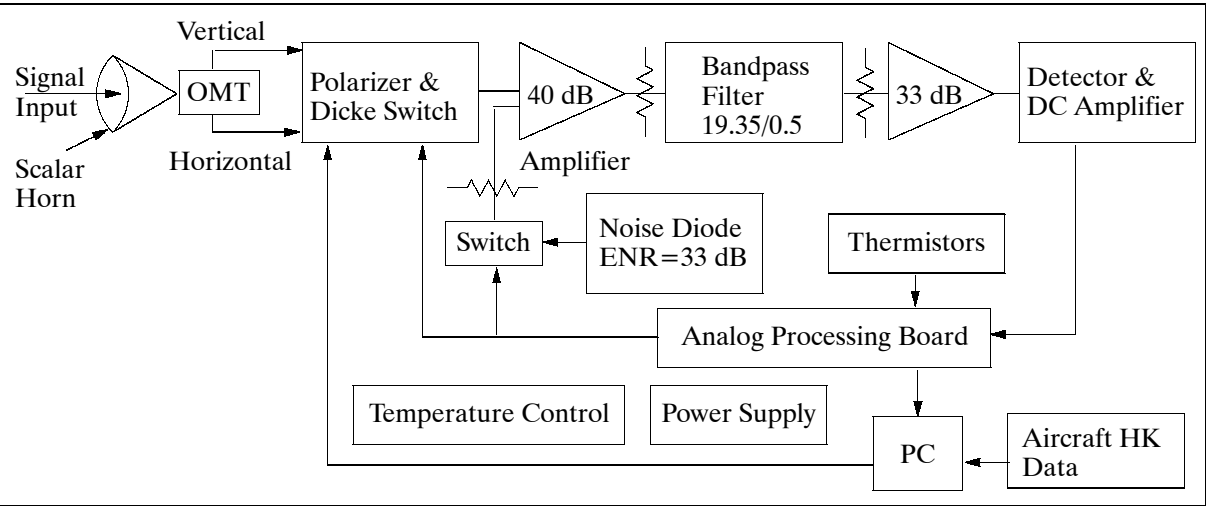 Vertical
Signal
Input
OMT
Scalar
Horn
Horizontal
Polarizer &
Dicke Switch
40 dB
Amplifier
Bandpass
Filter
19.35/0.5
33 dB
Detector &
DC Amplifier
Switch
Noise Diode
ENR=33 dB
Thermistors
Analog Processing Board
Temperature Control
Power Supply
PC
Aircraft HK
Data